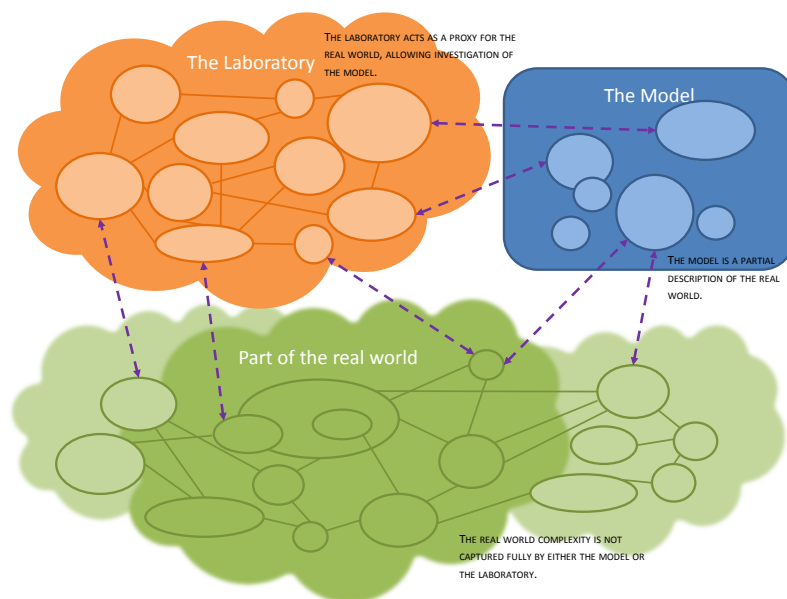 The Laboratory
THE LABORATORY ACTS AS A PROXY FOR THE
REAL WORLD, ALLOWING INVESTIGATION OF
THE MODEL.
The Model
THE MODEL IS A PARTIAL
DESCRIPTION OF THE REAL
WORLD.
Part of the real world
THE REAL WORLD COMPLEXITY IS NOT
CAPTURED FULLY BY EITHER THE MODEL OR
THE LABORATORY.